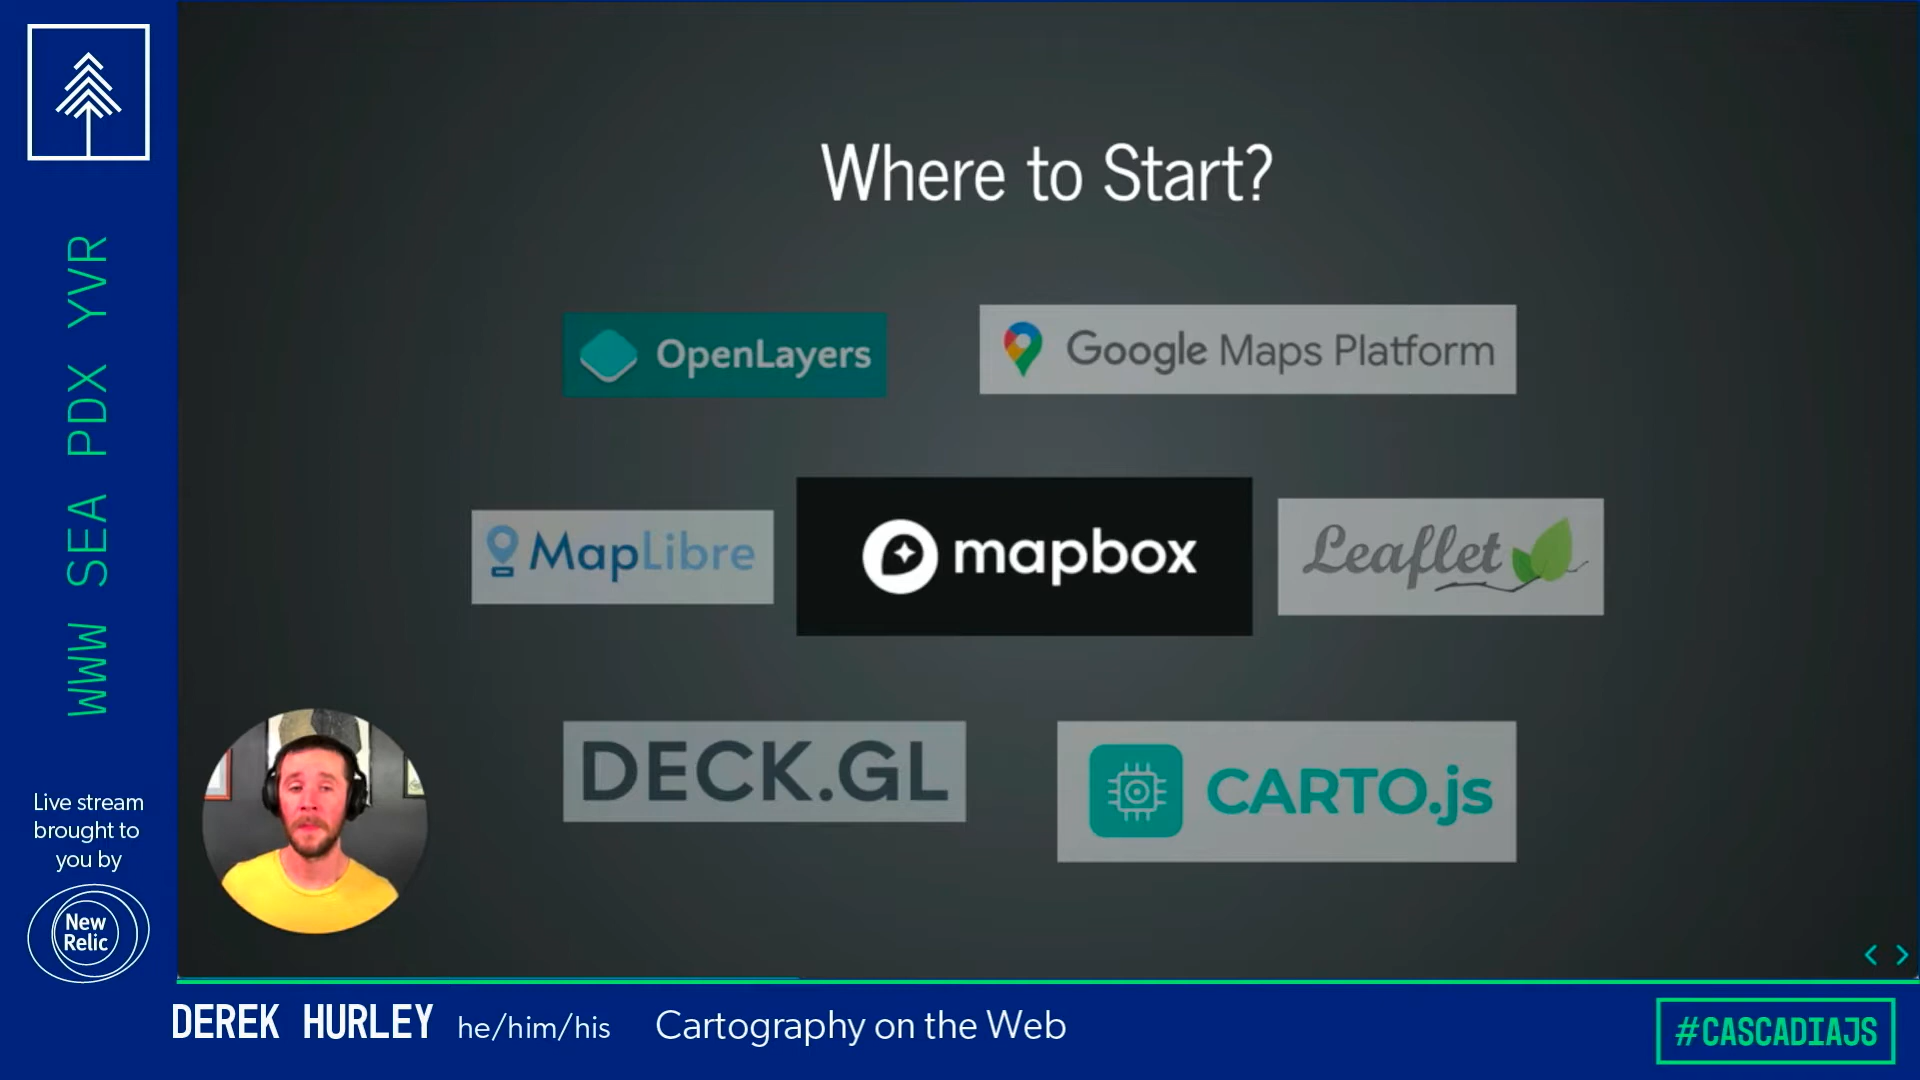 Where to Start?
OpenLayers
Google Maps Platform
MapLibre
mapbox
Leaflet
DECK.GL
CARTO.js
WWW SEA PDX YVR
Live stream
brought to
you by
New
Relic
DEREK HURLEY he/him/his Cartography on the Web
#CASCADIAJS